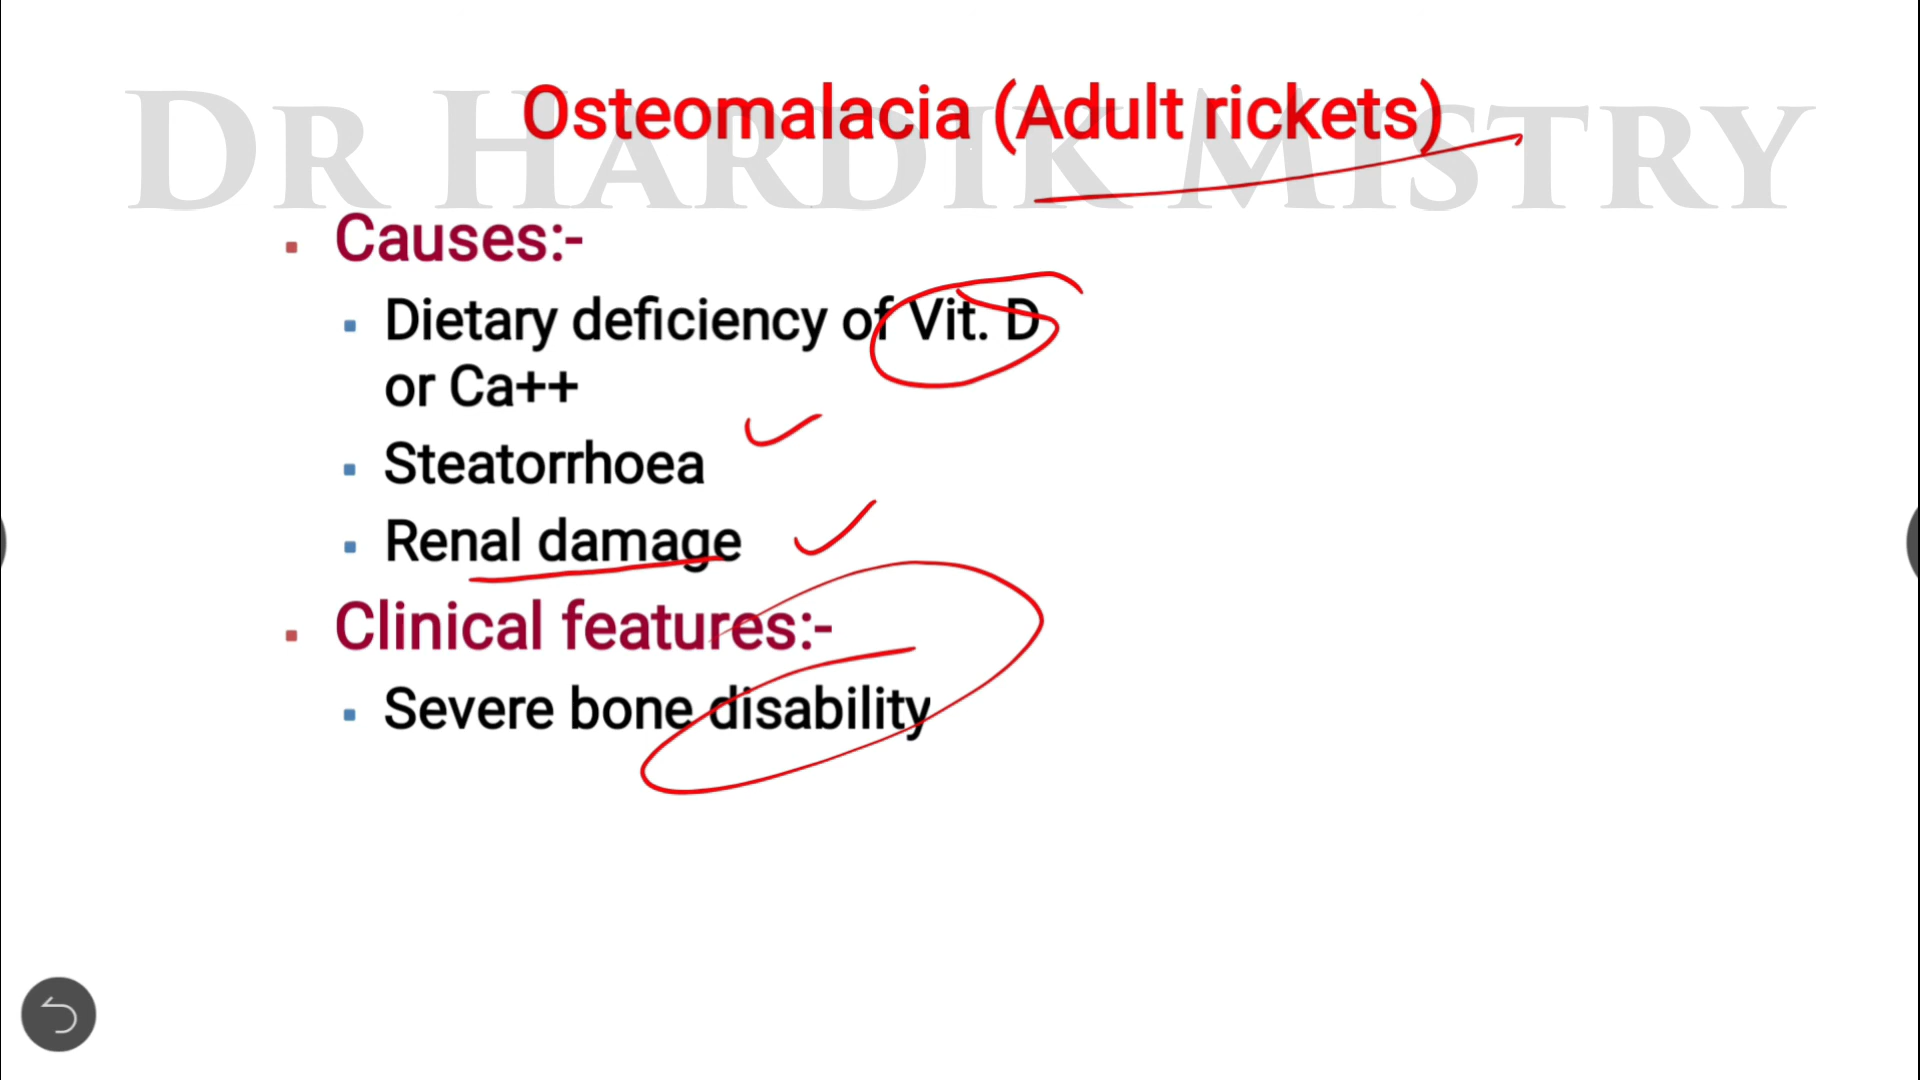 DR HARDIK MISTRY
Osteomalacia (Adult rickets)
Causes:-
Dietary deficiency of Vit. D
or Ca++
Steatorrhoea
Renal damage
Clinical features:-
Severe bone disability